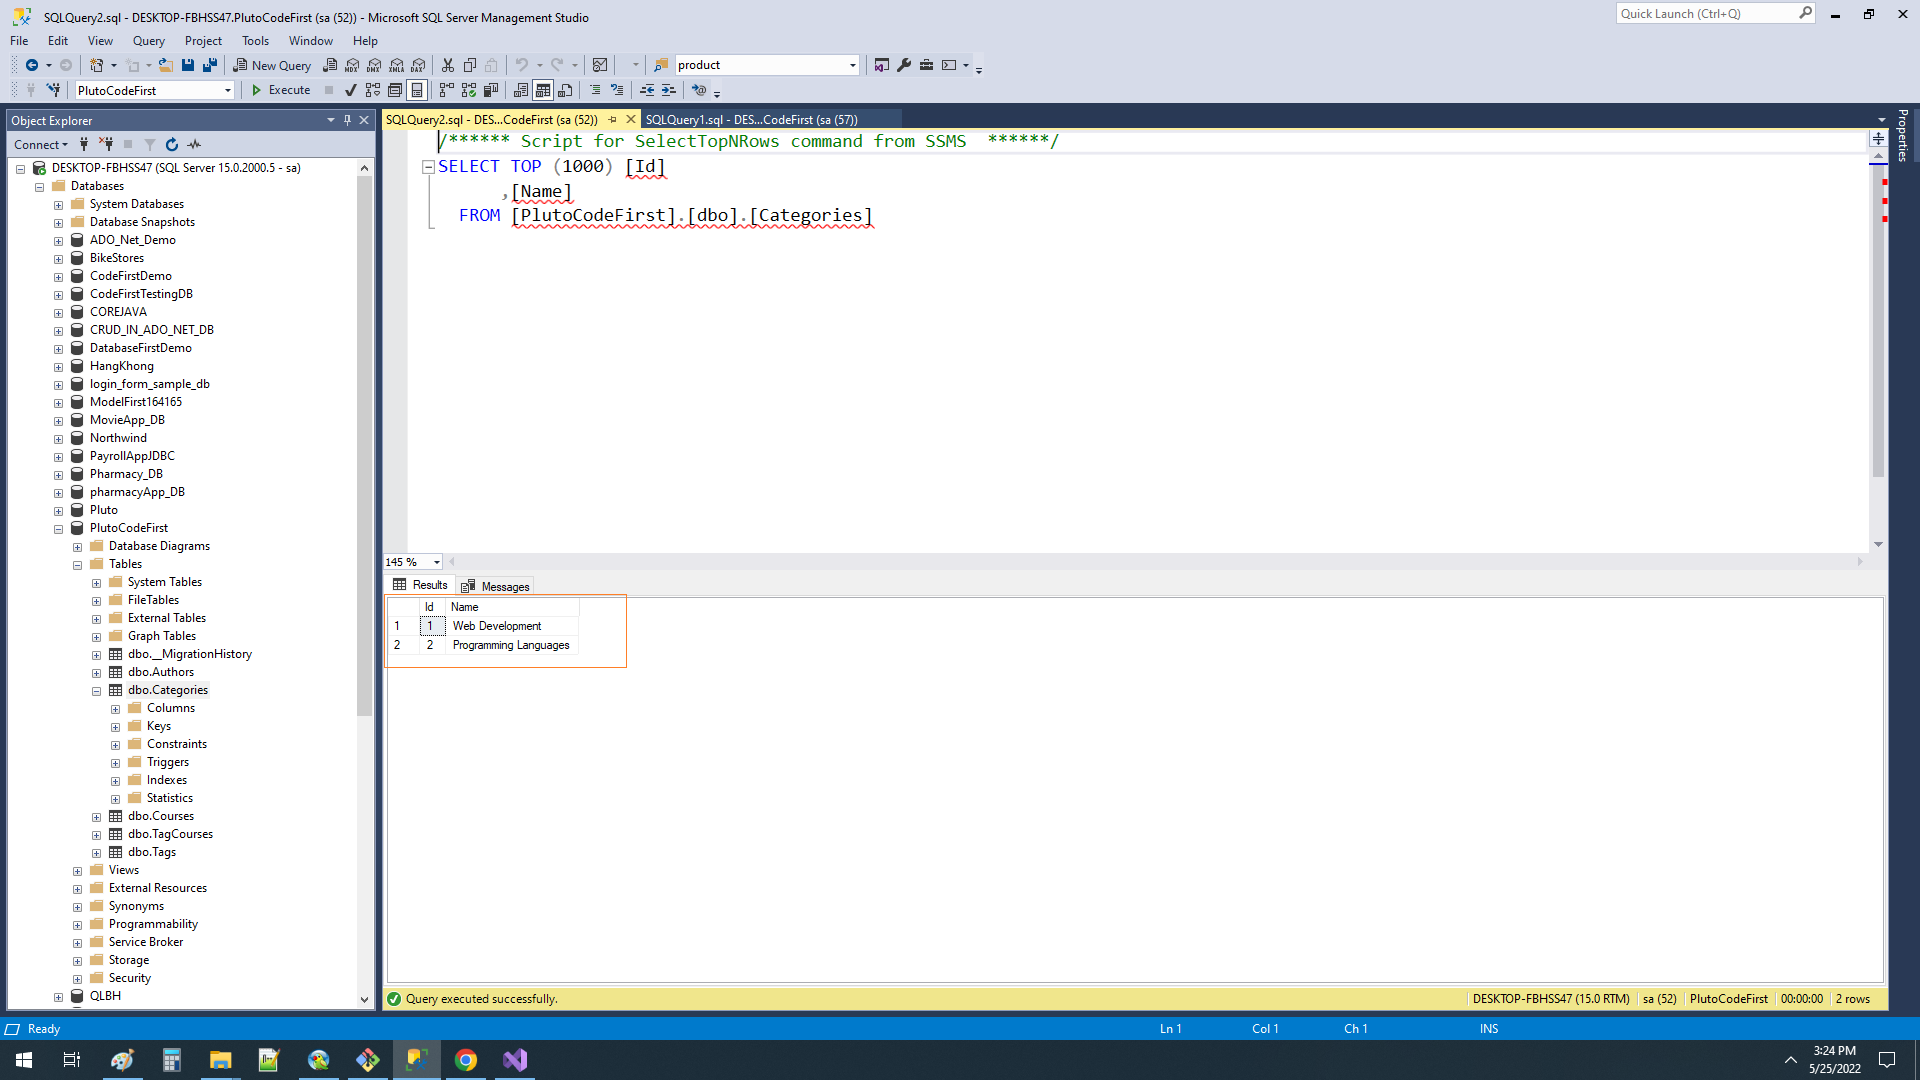 SQLQuery2.sql - DESKTOP-FBHSS47.PlutoCodeFirst (sa (52)) - Microsoft SQL Server Management Studio
Quick Launch (Ctrl+Q)
File Edit View Query Project Tools Window Help
New Query
MDX
DMX
XMLA
DAX
product
PlutoCodeFirst
Execute
Object Explorer
Connect
DESKTOP-FBHSS47 (SQL Server 15.0.2000.5 - sa)
Databases
System Databases
Database Snapshots
ADO_Net_Demo
BikeStores
CodeFirstDemo
CodeFirstTestingDB
COREJAVA
CRUD_IN_ADO_NET_DB
DatabaseFirstDemo
HangKhong
login_form_sample_db
ModelFirst164165
MovieApp_DB
Northwind
PayrollAppJDBC
Pharmacy_DB
pharmacyApp_DB
Pluto
PlutoCodeFirst
Database Diagrams
Tables
System Tables
FileTables
External Tables
Graph Tables
dbo.__MigrationHistory
dbo.Authors
dbo.Categories
Columns
Keys
Constraints
Triggers
Indexes
Statistics
dbo.Courses
dbo.TagCourses
dbo.Tags
Views
External Resources
Synonyms
Programmability
Service Broker
Storage
Security
QLBH
SQLQuery2.sql - DES...CodeFirst (sa (52))
SQLQuery1.sql - DES...CodeFirst (sa (57))
/****** Script for SelectTopNRows command from SSMS  ******/
SELECT TOP (1000) [Id]
,[Name]
FROM [PlutoCodeFirst].[dbo].[Categories]
145 %
Results Messages
Id Name
1 1 Web Development
2 2 Programming Languages
Query executed successfully.
DESKTOP-FBHSS47 (15.0 RTM) sa (52) PlutoCodeFirst 00:00:00 2 rows
Properties
Ready
Ln 1 Col 1 Ch 1 INS
3:24 PM
5/25/2022